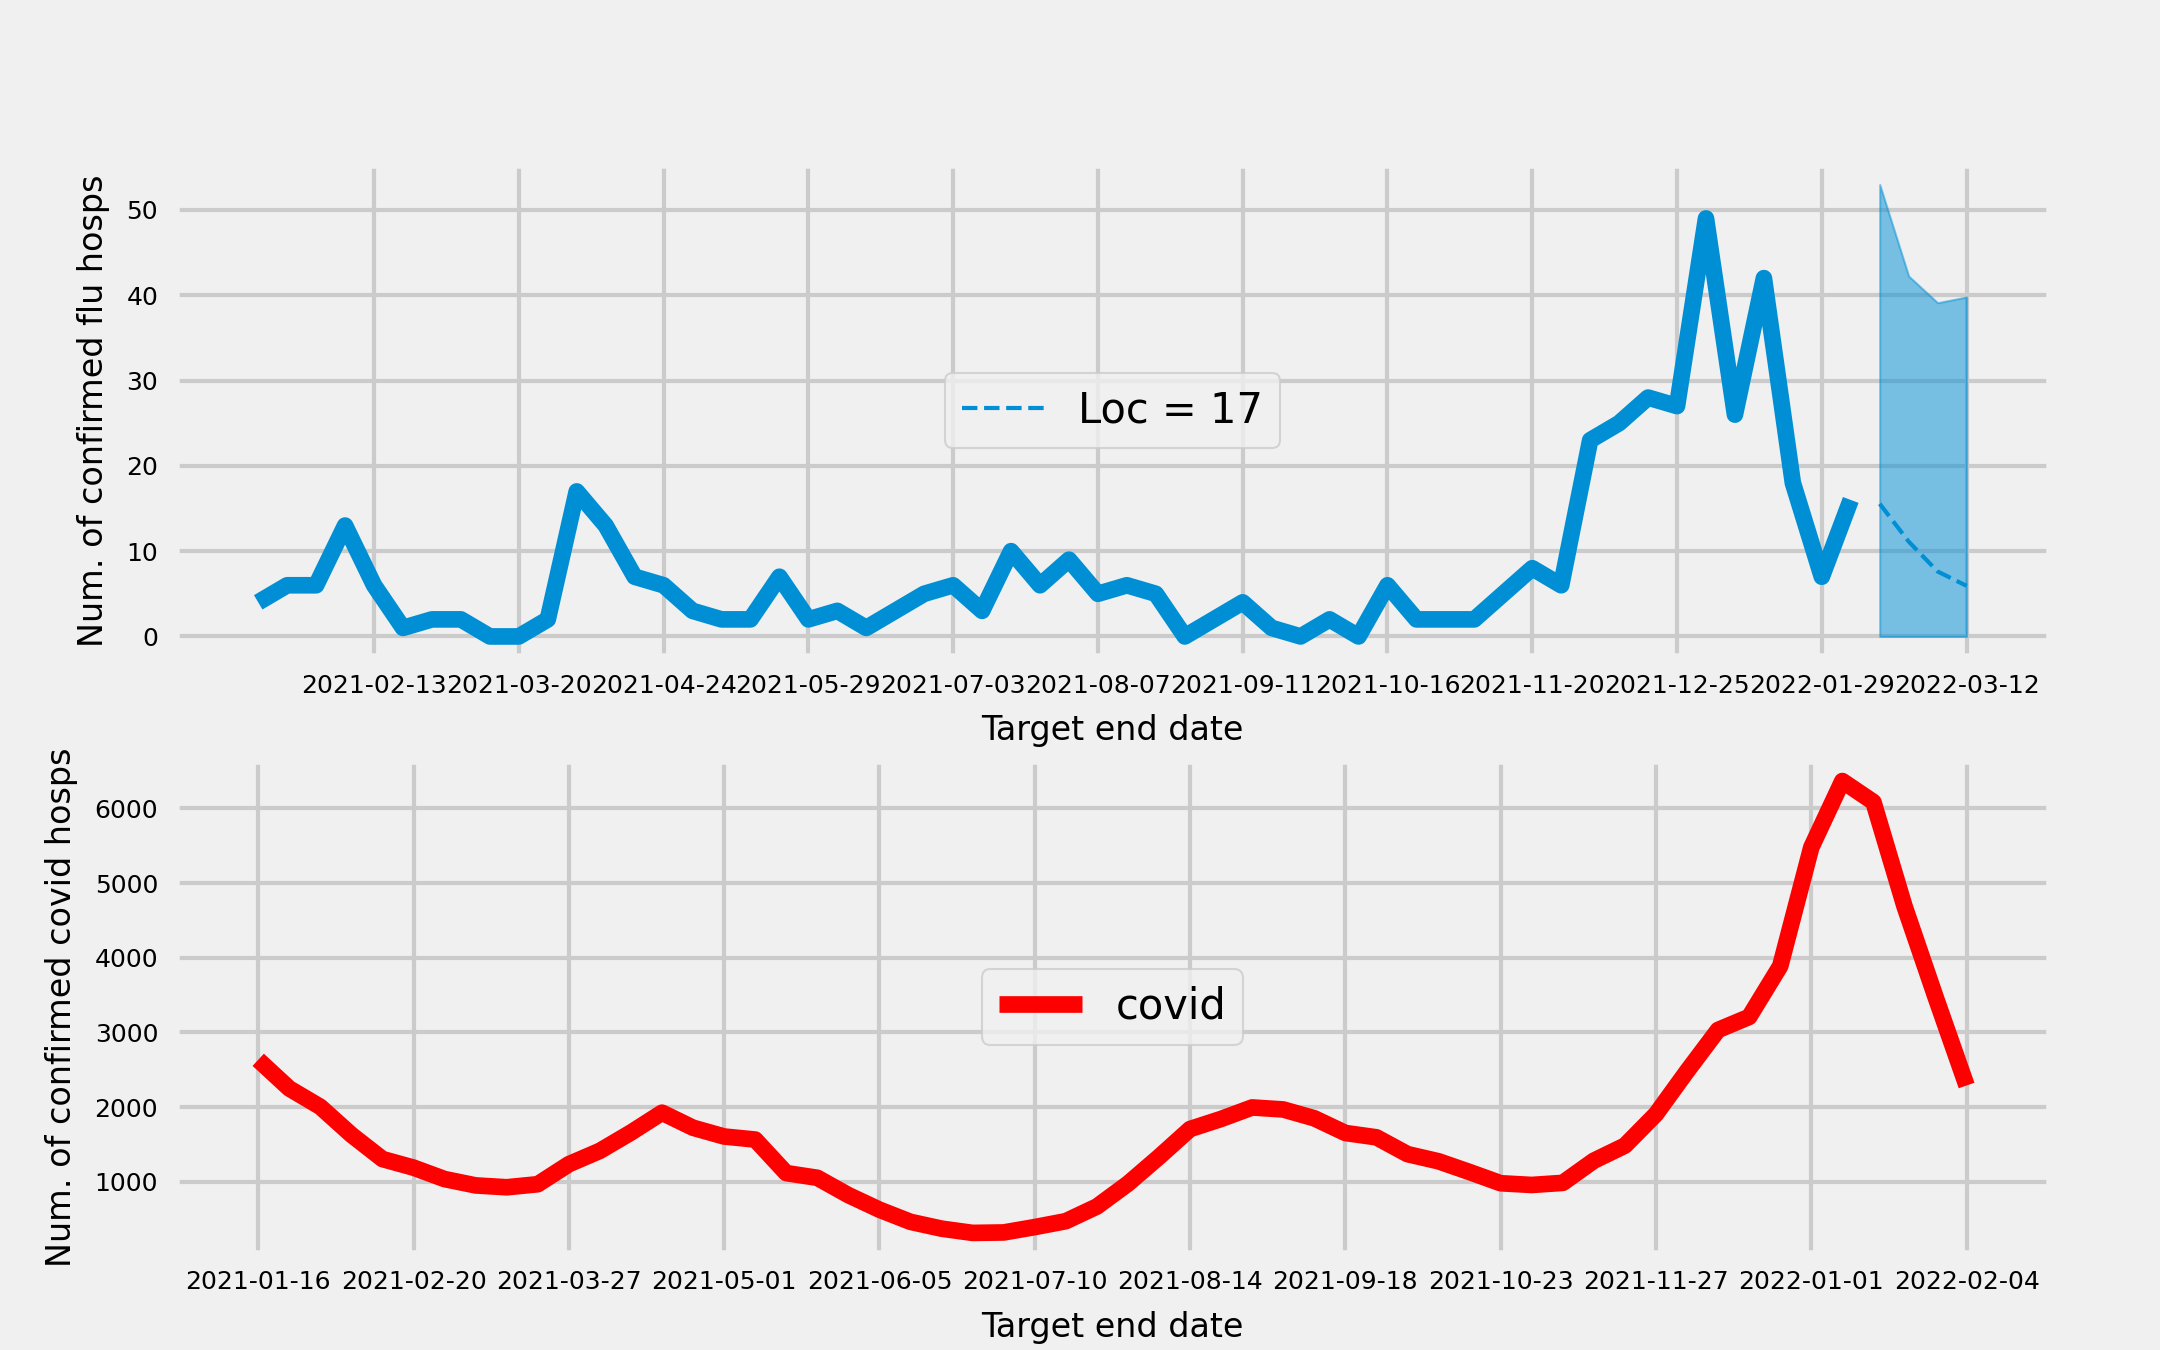 Num. of confirmed flu hosps
50
40
30
20
10
0
Loc = 17
2021-02-13 2021-03-20 2021-04-24 2021-05-29 2021-07-03 2021-08-07 2021-09-11 2021-10-16 2021-11-20 2021-12-25 2022-01-29 2022-03-12
Target end date
Num. of confirmed covid hosps
6000
5000
4000
3000
2000
1000
covid
2021-01-16 2021-02-20 2021-03-27 2021-05-01 2021-06-05 2021-07-10 2021-08-14 2021-09-18 2021-10-23 2021-11-27 2022-01-01 2022-02-04
Target end date